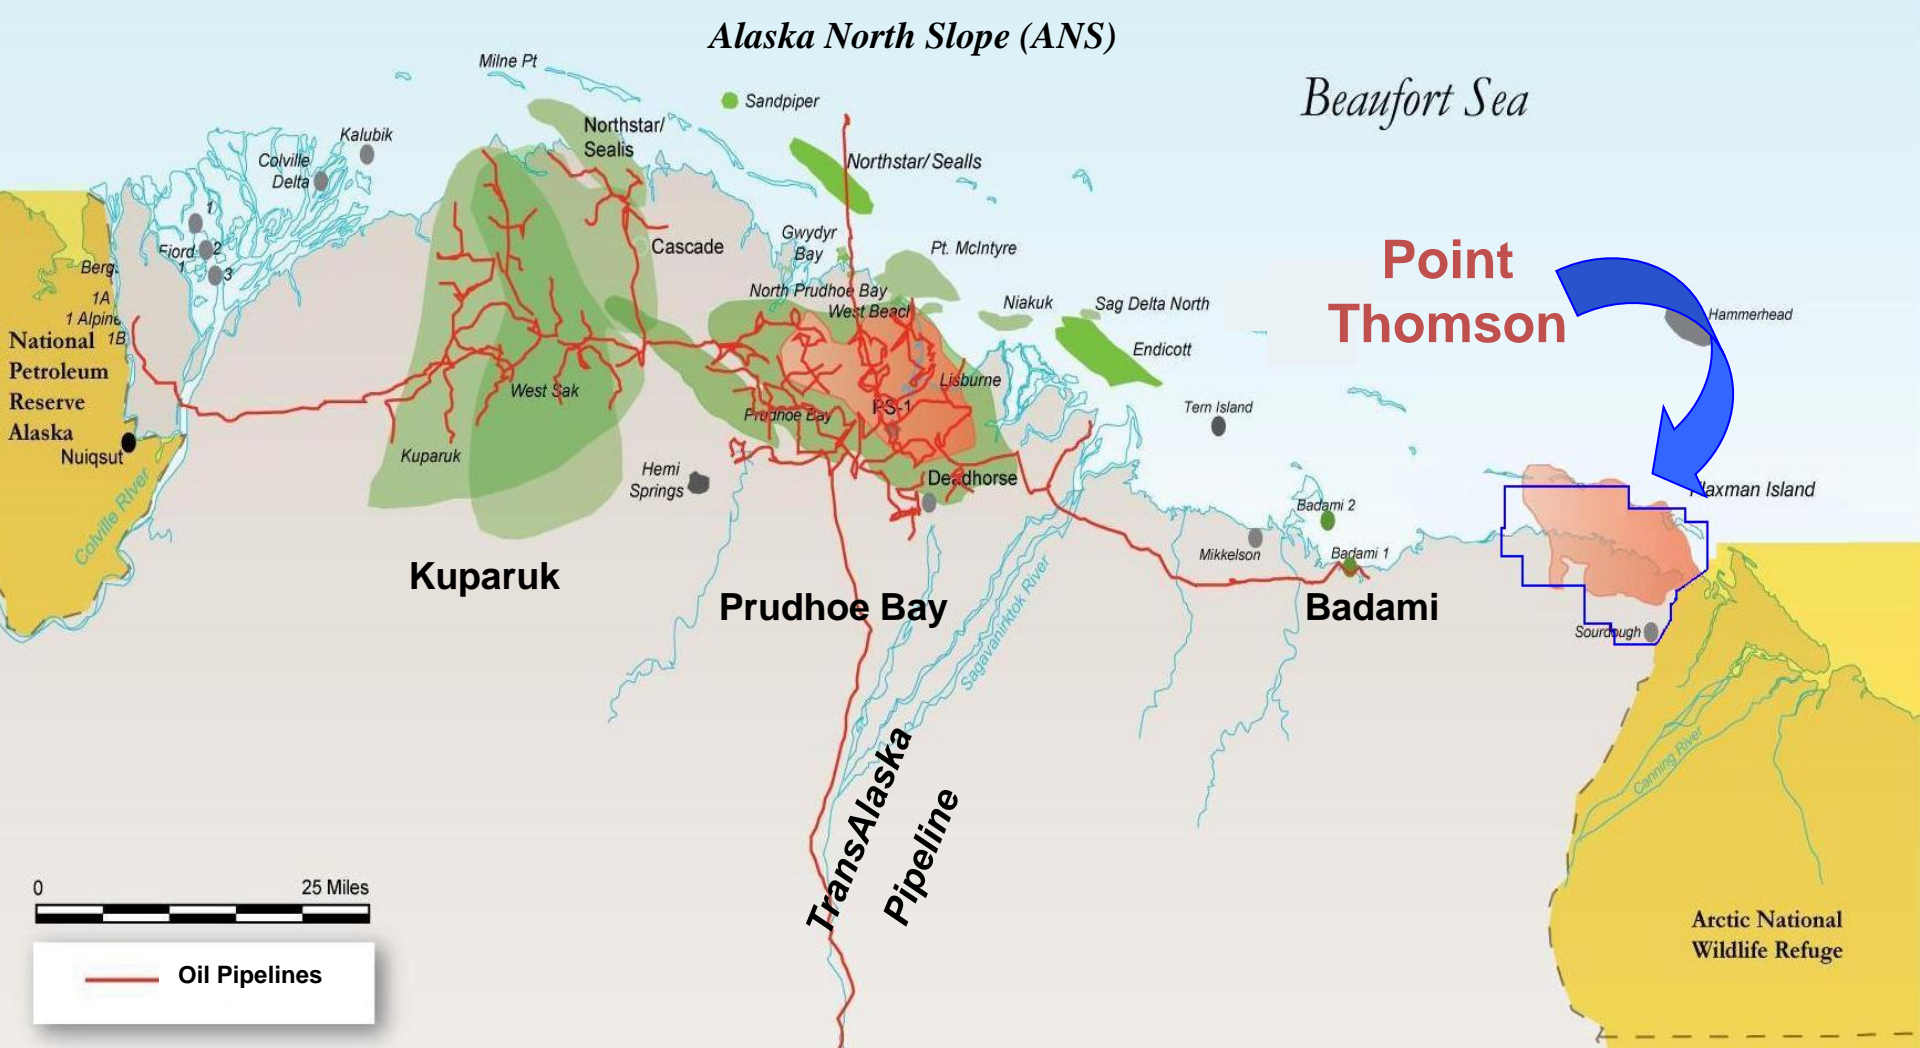 Alaska North Slope (ANS)
Beaufort Sea
Milne Pt
Sandpiper
Northstar/
Sealis
Kalubik
Colville
Delta
Northstar/Sealls
1
Fiord 2
1
3
Cascade
Gwydyr
Bay
Pt. McIntyre
Point
Thomson
Berg
1A
1 Alpine
1B
North Prudhoe Bay
West Beach
Niakuk
Sag Delta North
Hammerhead
National
Petroleum
Reserve
Alaska
Nuiqsut
Endicott
Lisburne
West Sak
PS-1
Prudhoe Bay
Tern Island
Kuparuk
Hemi
Springs
Deadhorse
Flaxman Island
Colville River
Badami 2
Mikkelson
Badami 1
Kuparuk
Prudhoe Bay
Badami
Sagavanirktok River
Sourdough
TransAlaska
Pipeline
Canning River
0 25 Miles
Arctic National
Wildlife Refuge
Oil Pipelines